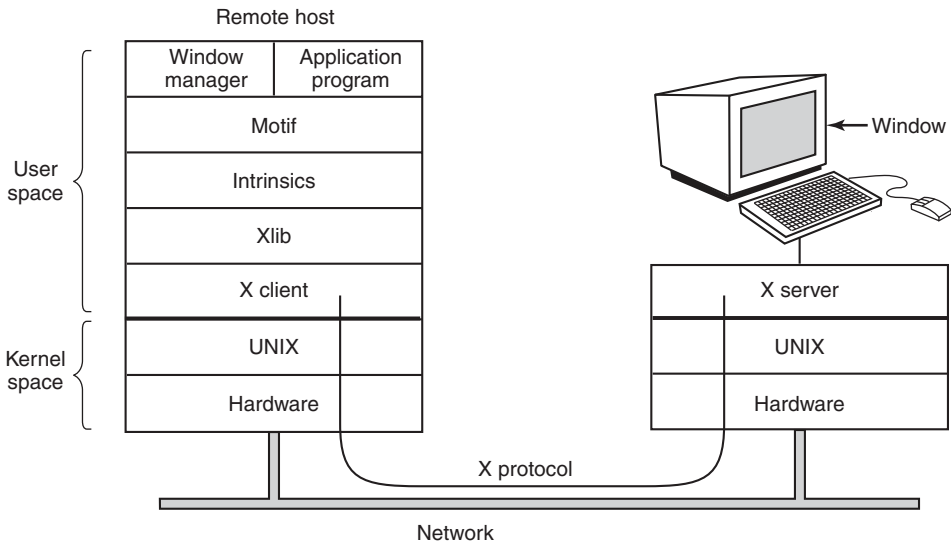 Remote host
Window
manager
Application
program
Motif
Intrinsics
Xlib
X client
UNIX
Hardware
User
space
Kernel
space
Window
X server
UNIX
Hardware
X protocol
Network